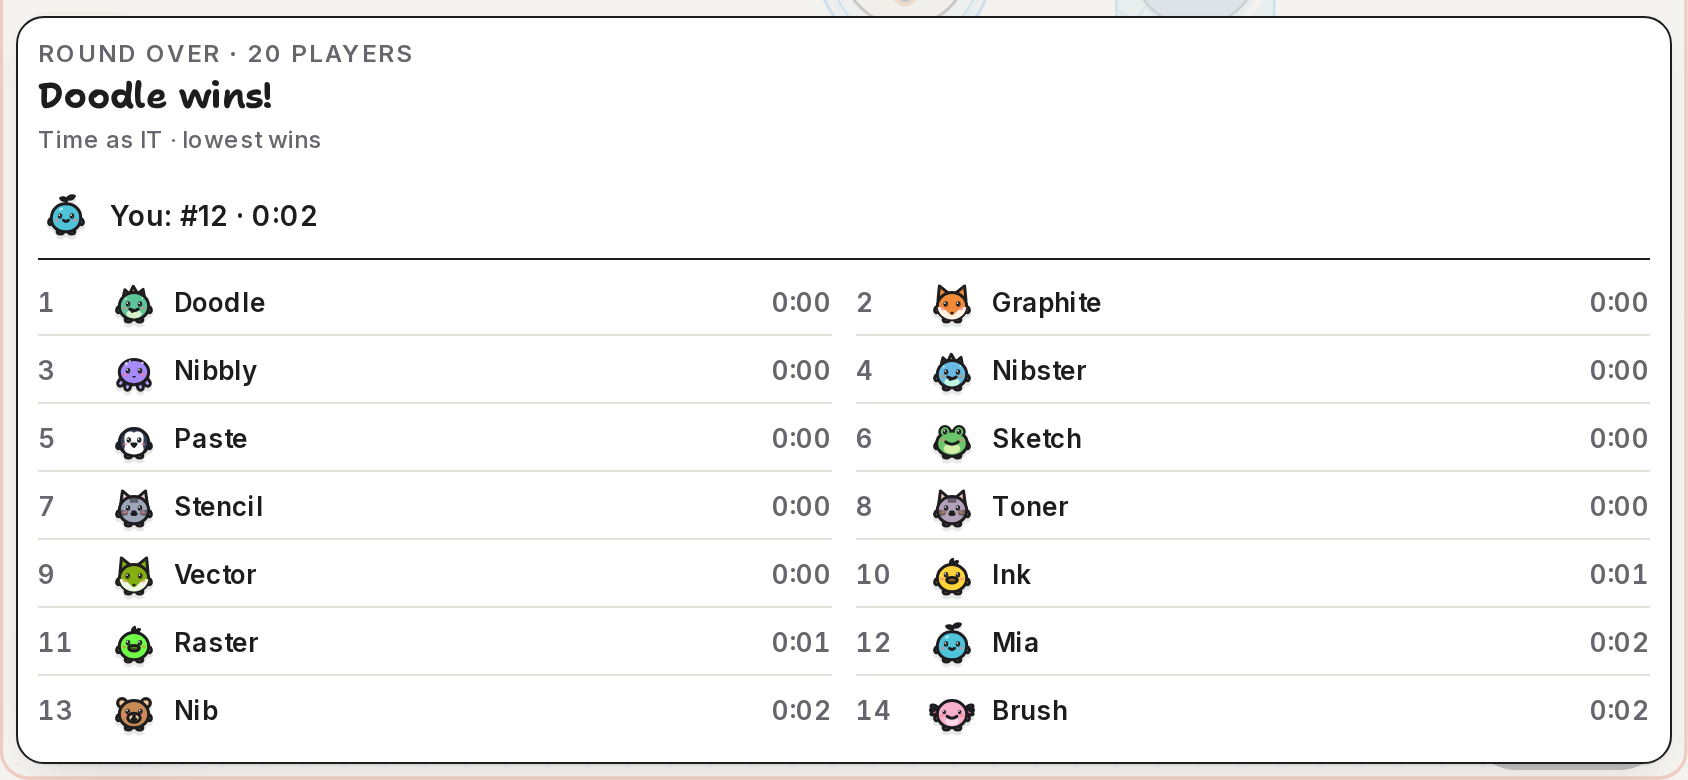 ROUND OVER · 20 PLAYERS
Doodle wins!
Time as IT · lowest wins
You: #12 · 0:02
1 Doodle 0:00 2 Graphite 0:00
3 Nibbly 0:00 4 Nibster 0:00
5 Paste 0:00 6 Sketch 0:00
7 Stencil 0:00 8 Toner 0:00
9 Vector 0:00 10 Ink 0:01
11 Raster 0:01 12 Mia 0:02
13 Nib 0:02 14 Brush 0:02